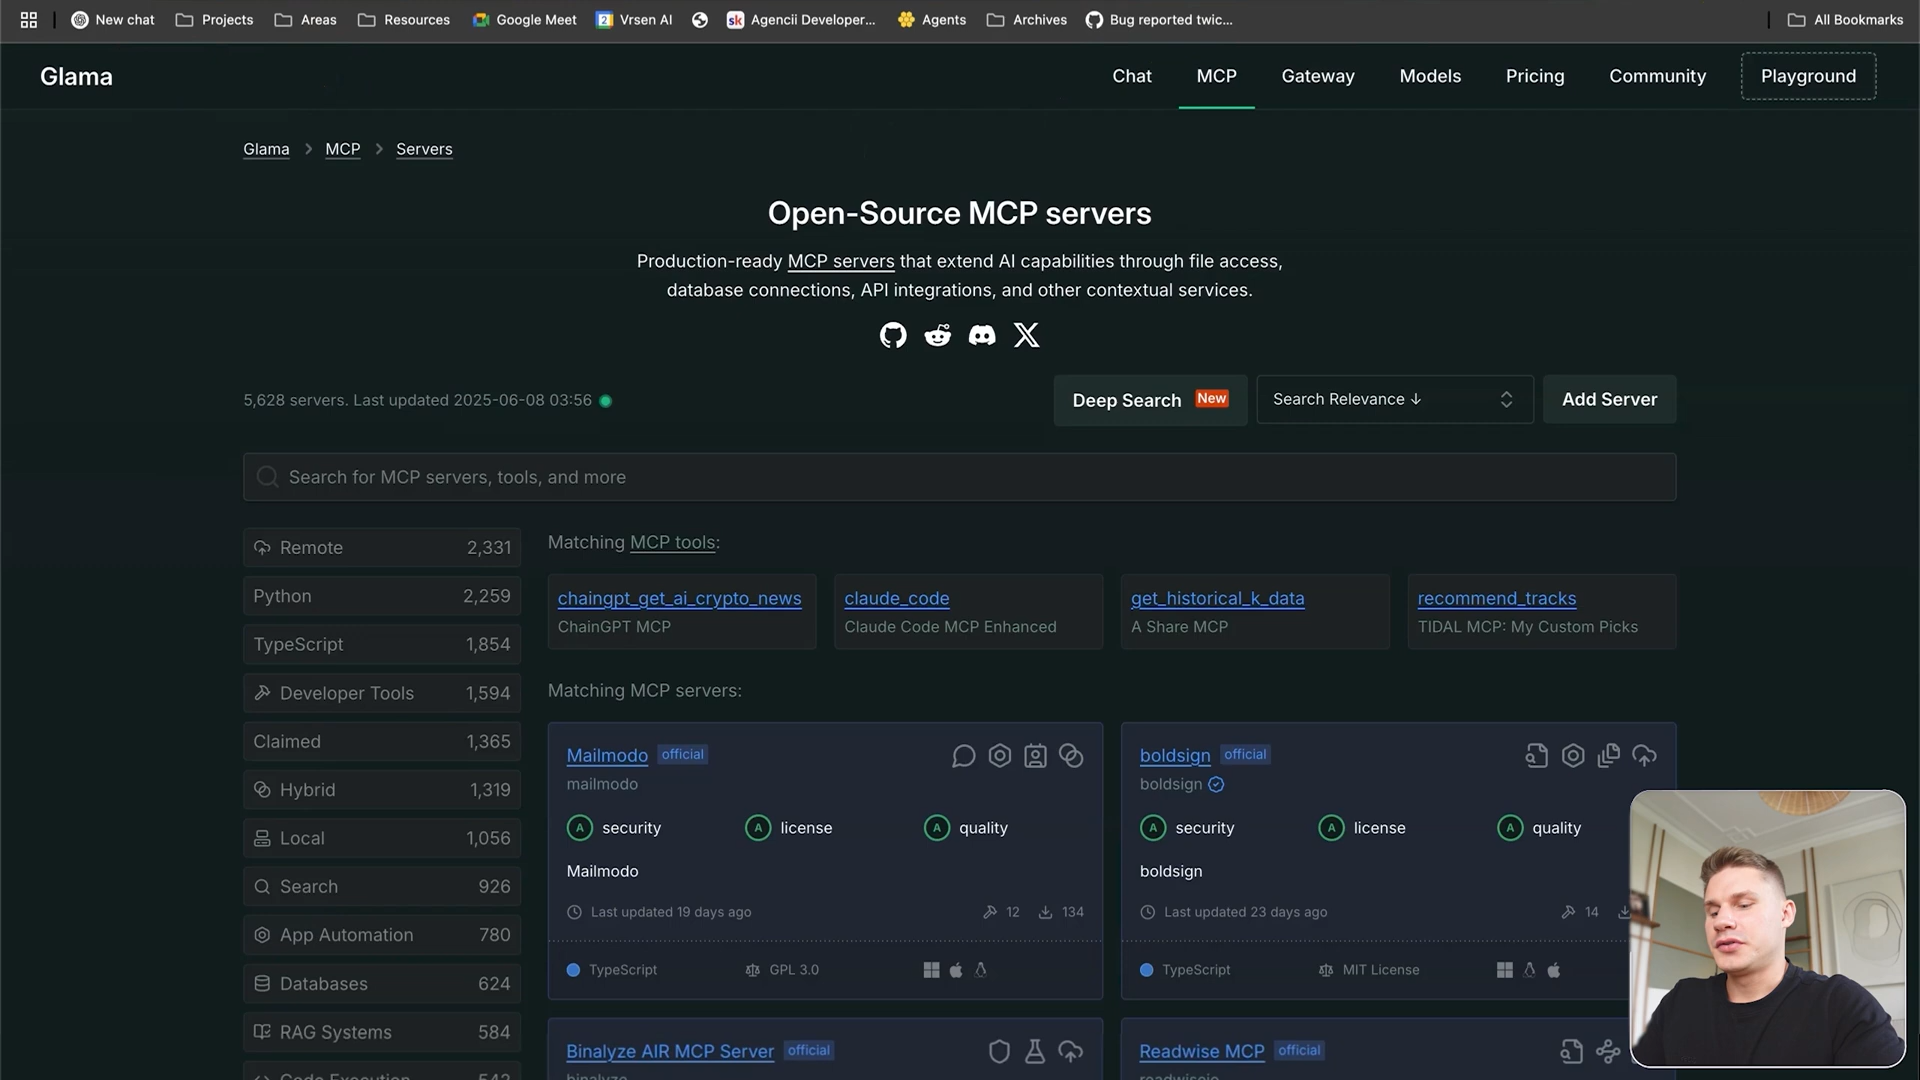 New chat
Projects
Areas
Resources
Google Meet
2
Vrsen AI
sk
Agencii Developer...
Agents
Archives
Bug reported twic...
All Bookmarks
Glama
Chat
MCP
Gateway
Models
Pricing
Community
Playground
Glama > MCP > Servers
Open-Source MCP servers
Production-ready MCP servers that extend AI capabilities through file access,
database connections, API integrations, and other contextual services.
5,628 servers. Last updated 2025-06-08 03:56
Deep Search New
Search Relevance ↓
Add Server
Search for MCP servers, tools, and more
Remote 2,331
Python 2,259
TypeScript 1,854
Developer Tools 1,594
Claimed 1,365
Hybrid 1,319
Local 1,056
Search 926
App Automation 780
Databases 624
RAG Systems 584
Code Execution 542
Matching MCP tools:
chaingpt_get_ai_crypto_news
ChainGPT MCP
claude_code
Claude Code MCP Enhanced
get_historical_k_data
A Share MCP
recommend_tracks
TIDAL MCP: My Custom Picks
Matching MCP servers:
Mailmodo official
mailmodo
A security
A license
A quality
Mailmodo
Last updated 19 days ago
12
134
TypeScript
GPL 3.0
boldsign official
boldsign
A security
A license
A quality
boldsign
Last updated 23 days ago
14
TypeScript
MIT License
Binalyze AIR MCP Server official
binalyze
Readwise MCP official
readwiseio